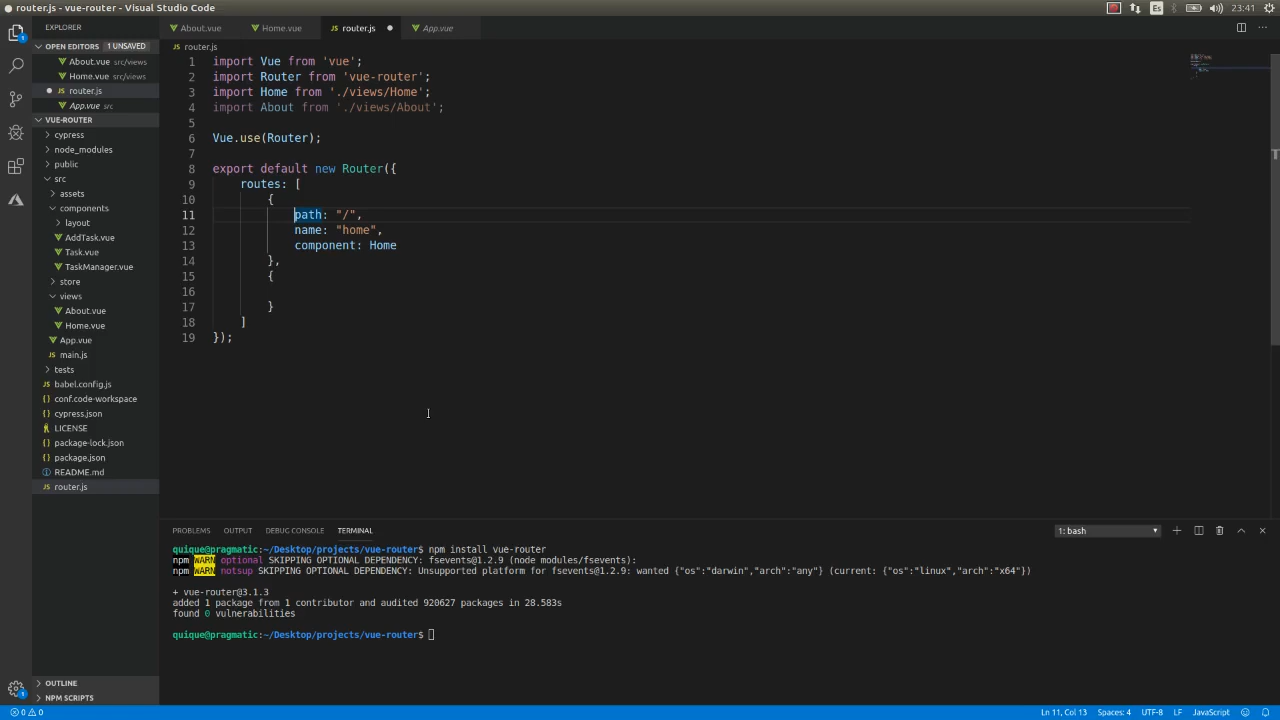 router.js - vue-router - Visual Studio Code
Es
23:41
EXPLORER
OPEN EDITORS 1 UNSAVED
About.vue src/views
Home.vue src/views
router.js
App.vue src
VUE-ROUTER
cypress
node_modules
public
src
assets
components
layout
AddTask.vue
Task.vue
TaskManager.vue
store
views
About.vue
Home.vue
App.vue
main.js
tests
babel.config.js
conf.code-workspace
cypress.json
LICENSE
package-lock.json
package.json
README.md
router.js
OUTLINE
NPM SCRIPTS
About.vue
Home.vue
router.js
App.vue
router.js
1 import Vue from 'vue';
2 import Router from 'vue-router';
3 import Home from './views/Home';
4 import About from './views/About';
5
6 Vue.use(Router);
7
8 export default new Router({
9 routes: [
10 {
11 path: "/",
12 name: "home",
13 component: Home
14 },
15 {
16
17 }
18 ]
19 });
PROBLEMS OUTPUT DEBUG CONSOLE TERMINAL
1: bash
quique@pragmatic:~/Desktop/projects/vue-router$ npm install vue-router
npm WARN optional SKIPPING OPTIONAL DEPENDENCY: fsevents@1.2.9 (node_modules/fsevents):
npm WARN notsup SKIPPING OPTIONAL DEPENDENCY: Unsupported platform for fsevents@1.2.9: wanted {"os":"darwin","arch":"any"} (current: {"os":"linux","arch":"x64"})
+ vue-router@3.1.3
added 1 package from 1 contributor and audited 920627 packages in 28.583s
found 0 vulnerabilities
quique@pragmatic:~/Desktop/projects/vue-router$
0 0
Ln 11, Col 13 Spaces: 4 UTF-8 LF JavaScript